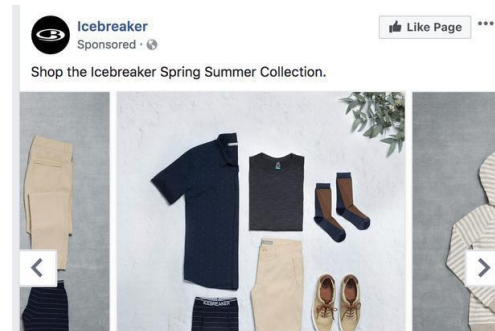 Icebreaker
Sponsored ·
Like Page
Shop the Icebreaker Spring Summer Collection.
ICEBREAKER